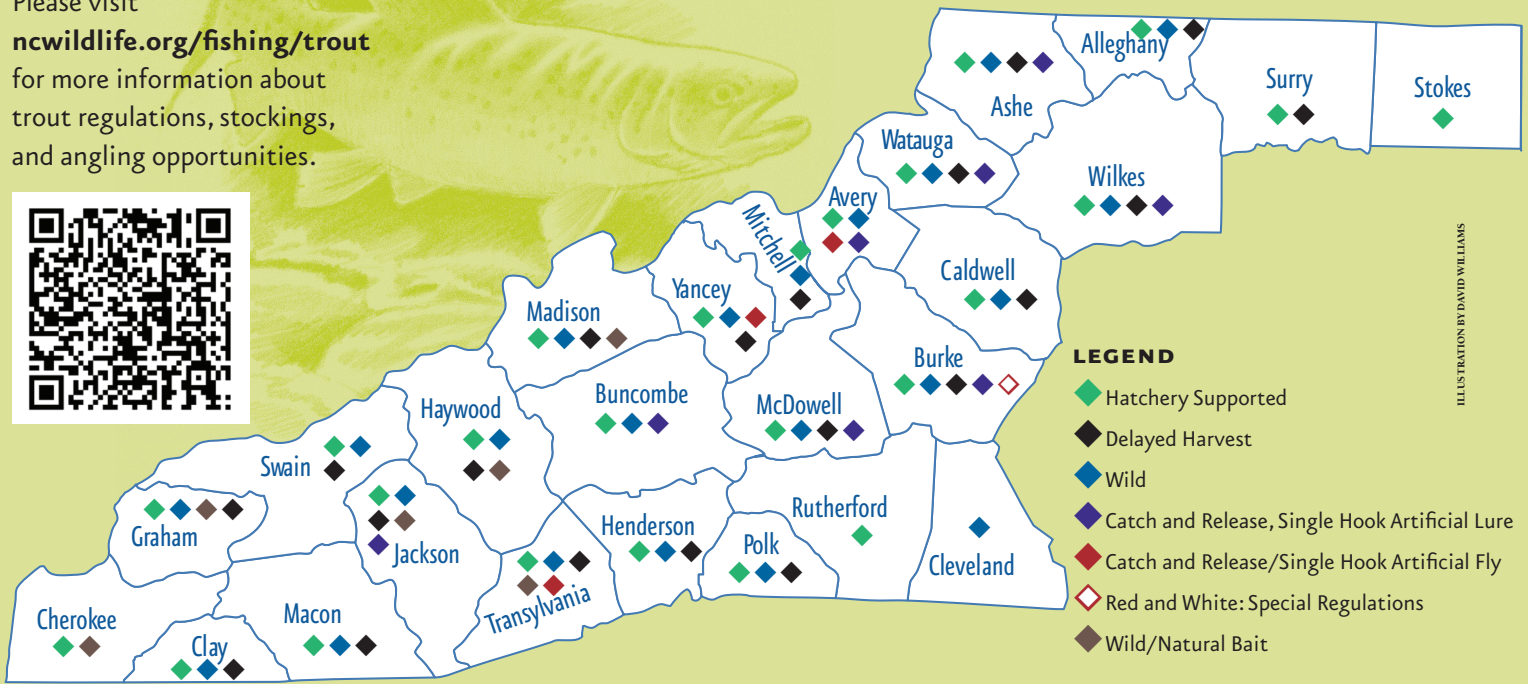 Please visit
ncwildlife.org/fishing/trout
for more information about
trout regulations, stockings,
and angling opportunities.
Alleghany
Ashe
Surry
Stokes
Watauga
Wilkes
Avery
Mitchell
Caldwell
Yancey
Madison
Burke
Buncombe
McDowell
Haywood
Swain
Graham
Jackson
Henderson
Rutherford
Polk
Cleveland
Transylvania
Cherokee
Macon
Clay
LEGEND
Hatchery Supported
Delayed Harvest
Wild
Catch and Release, Single Hook Artificial Lure
Catch and Release/Single Hook Artificial Fly
Red and White: Special Regulations
Wild/Natural Bait
ILLUSTRATION BY DAVID WILLIAMS